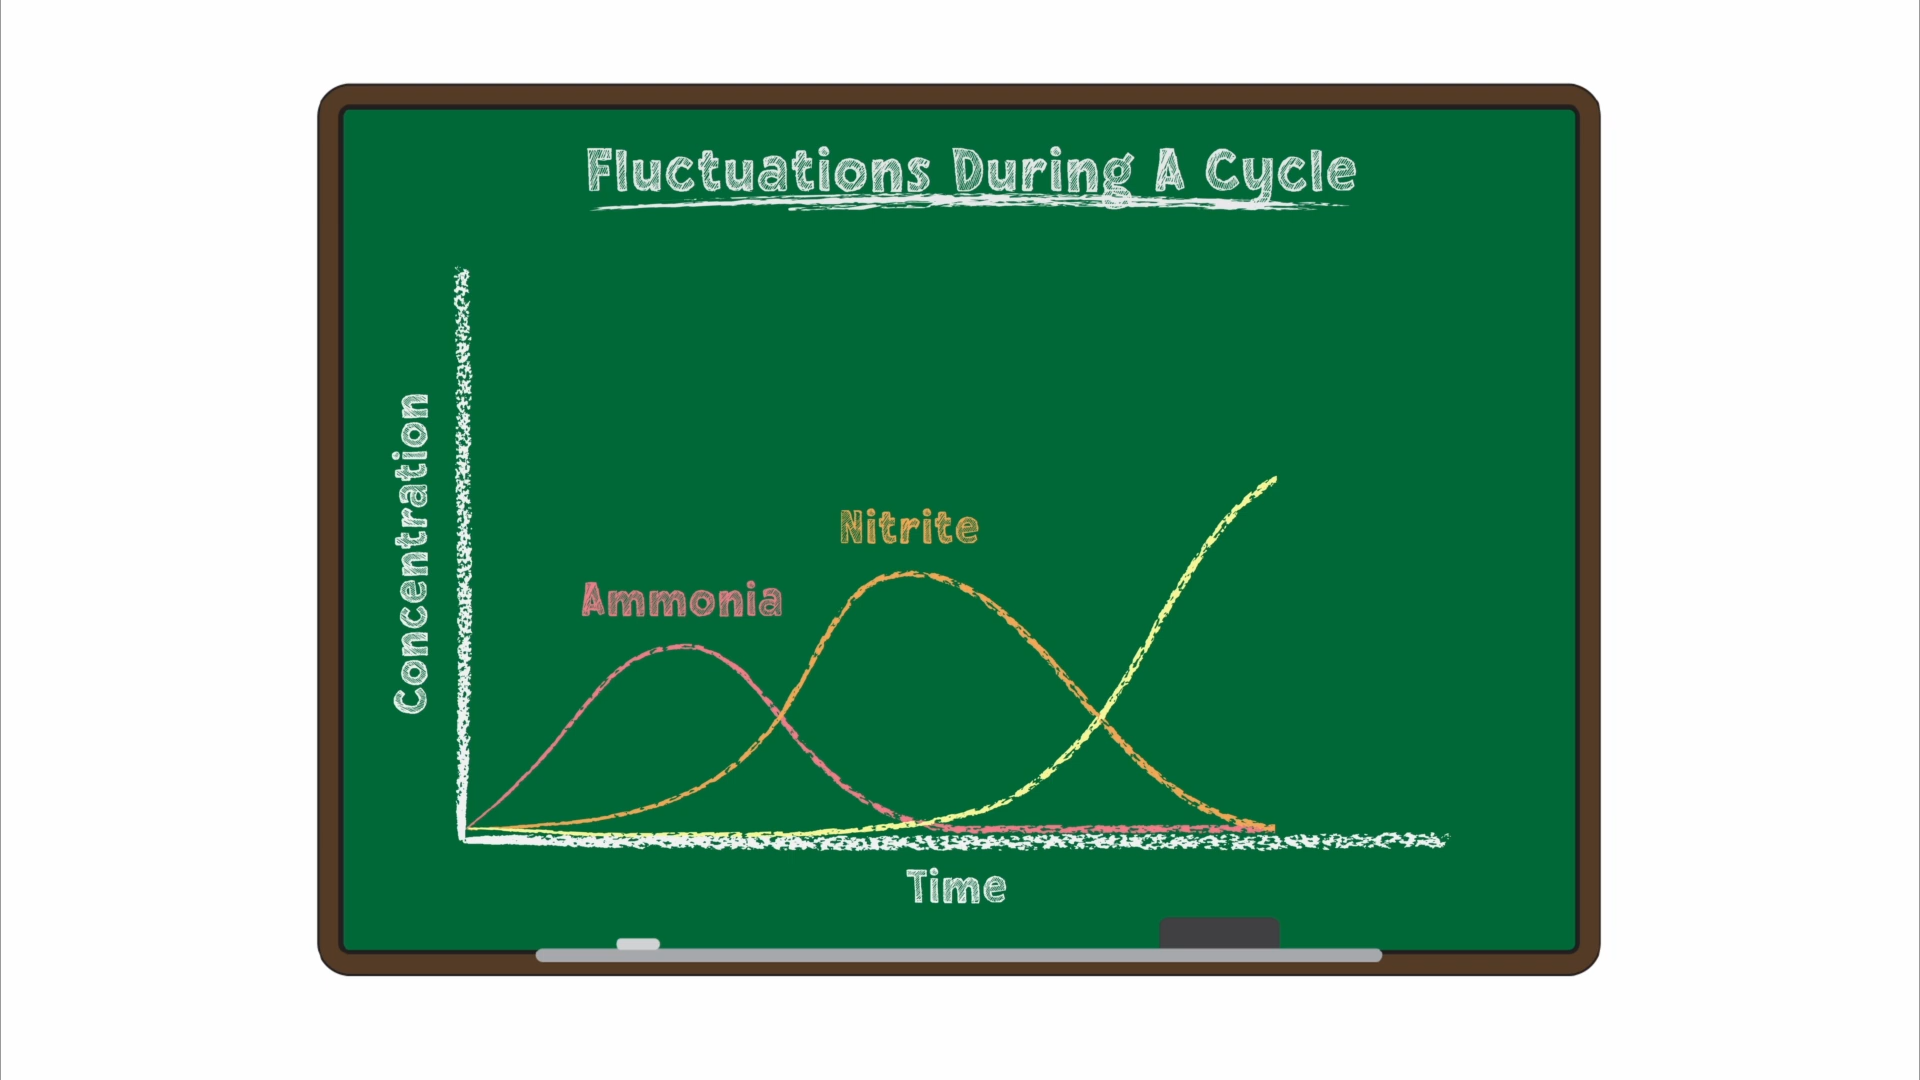 Fluctuations During A Cycle
Concentration
Nitrite
Ammonia
Time